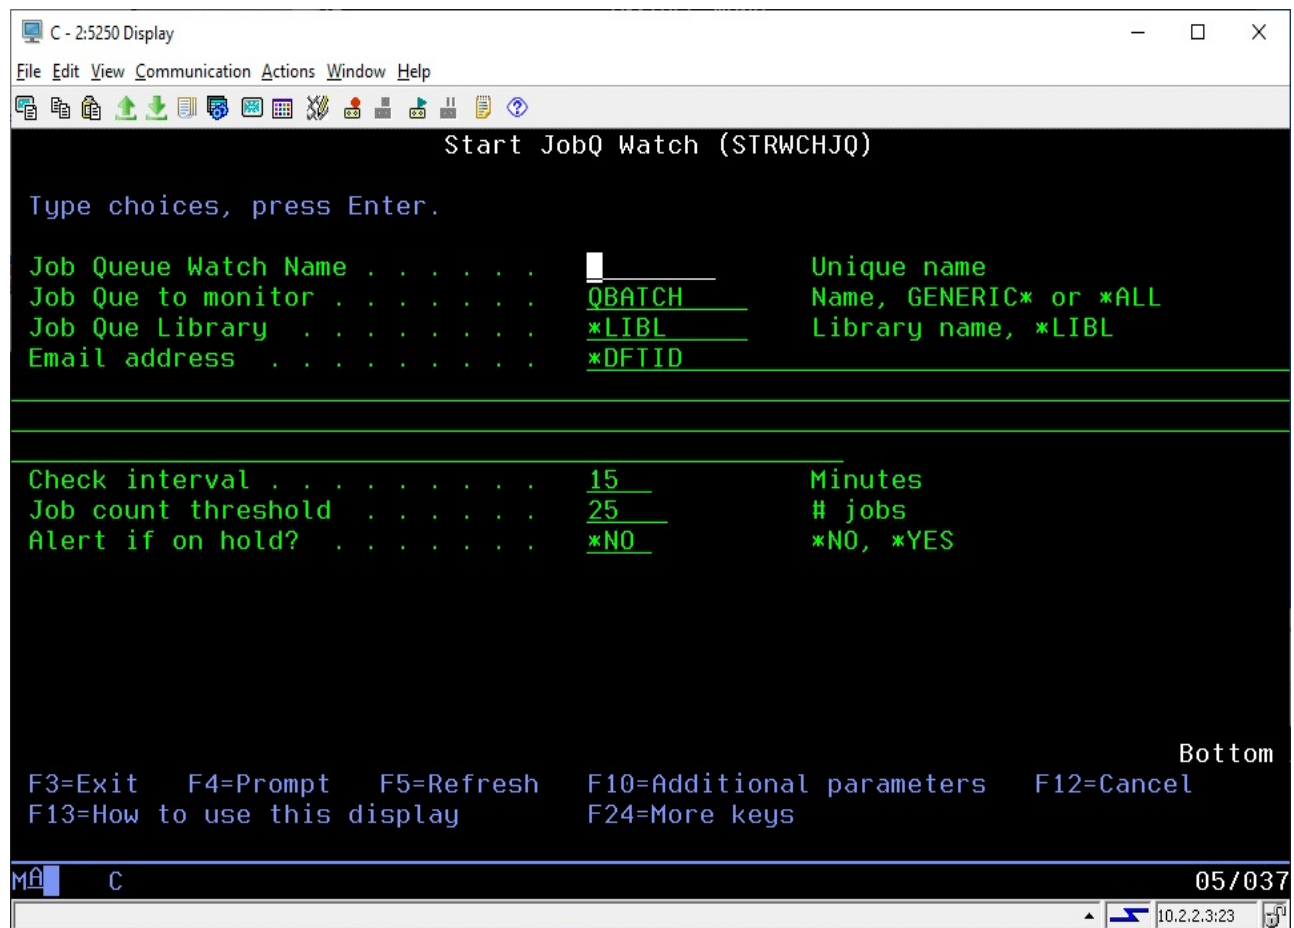 C - 2:5250 Display
File Edit View Communication Actions Window Help
Start JobQ Watch (STRWCHJQ)
Type choices, press Enter.
Job Queue Watch Name . . . . . . Unique name
Job Que to monitor . . . . . . . QBATCH Name, GENERIC* or *ALL
Job Que Library . . . . . . . . *LIBL Library name, *LIBL
Email address . . . . . . . . . *DFTID
Check interval . . . . . . . . . 15 Minutes
Job count threshold . . . . . . 25 # jobs
Alert if on hold? . . . . . . . *NO *NO, *YES
Bottom
F3=Exit F4=Prompt F5=Refresh F10=Additional parameters F12=Cancel
F13=How to use this display F24=More keys
MA C 05/037
10.2.2.3:23